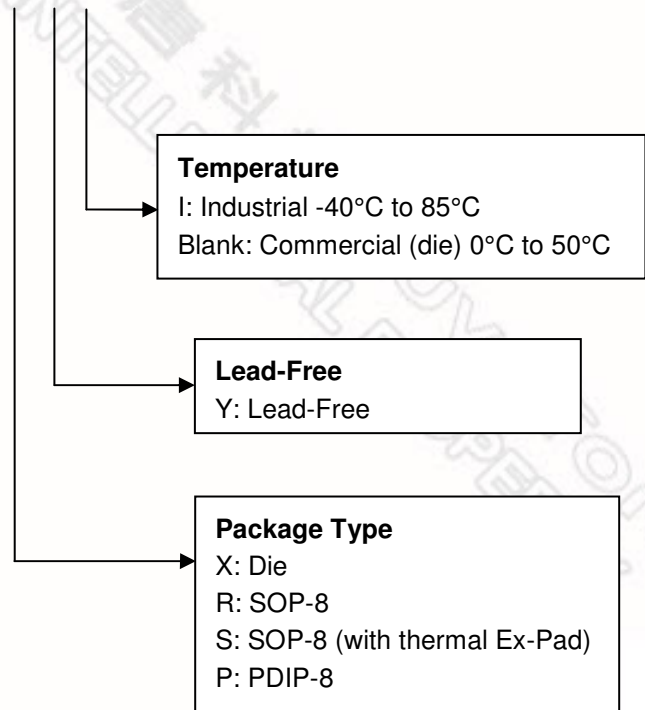 Temperature
I: Industrial -40°C to 85°C
Blank: Commercial (die) 0°C to 50°C
Lead-Free
Y: Lead-Free
Package Type
X: Die
R: SOP-8
S: SOP-8 (with thermal Ex-Pad)
P: PDIP-8